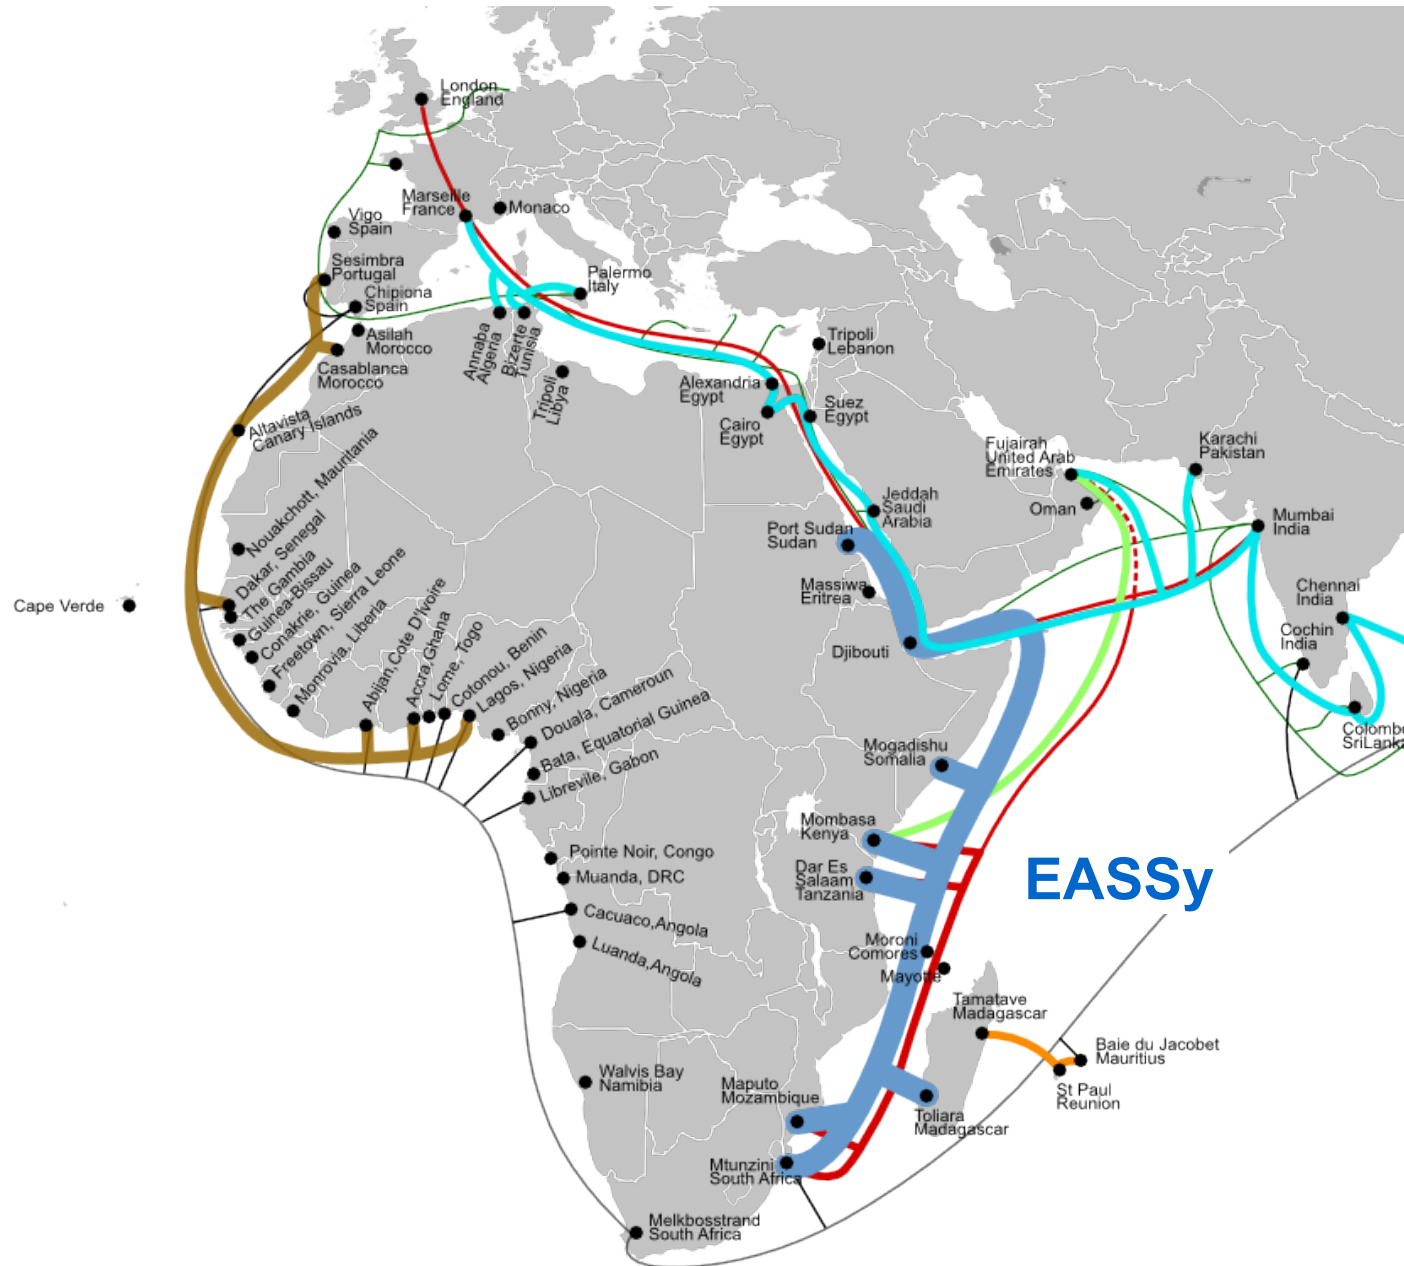 London
England
Marseille
France
Monaco
Vigo
Spain
Sesimbra
Portugal
Chipiona
Spain
Palermo
Italy
Asilah
Morocco
Casablanca
Morocco
Annaba
Algeria
Bizerte
Tunisia
Tripoli
Libya
Tripoli
Lebanon
Alexandria
Egypt
Cairo
Egypt
Suez
Egypt
Altavista
Canary Islands
Fujairah
United Arab
Emirates
Karachi
Pakistan
Oman
Mumbai
India
Jeddah
Saudi
Arabia
Port Sudan
Sudan
Massiwa
Eritrea
Djibouti
Chennai
India
Cochin
India
Colombo
SriLanka
Cape Verde
Nouakchott, Mauritania
Dakar, Senegal
The Gambia
Guinea-Bissau
Conakrie, Guinea
Freetown, Sierra Leone
Monrovia, Liberia
Abijan,Cote D'Ivoire
Accra,Ghana
Lome, Togo
Cotonou, Benin
Lagos, Nigeria
Bonny, Nigeria
Douala, Cameroun
Bata, Equatorial Guinea
Librevile, Gabon
Pointe Noir, Congo
Muanda, DRC
Cacuaco,Angola
Luanda,Angola
Mogadishu
Somalia
Mombasa
Kenya
Dar Es
Salaam
Tanzania
EASSy
Moroni
Comores
Mayotte
Tamatave
Madagascar
Baie du Jacobet
Mauritius
St Paul
Reunion
Walvis Bay
Namibia
Maputo
Mozambique
Toliara
Madagascar
Mtunzini
South Africa
Melkbosstrand
South Africa